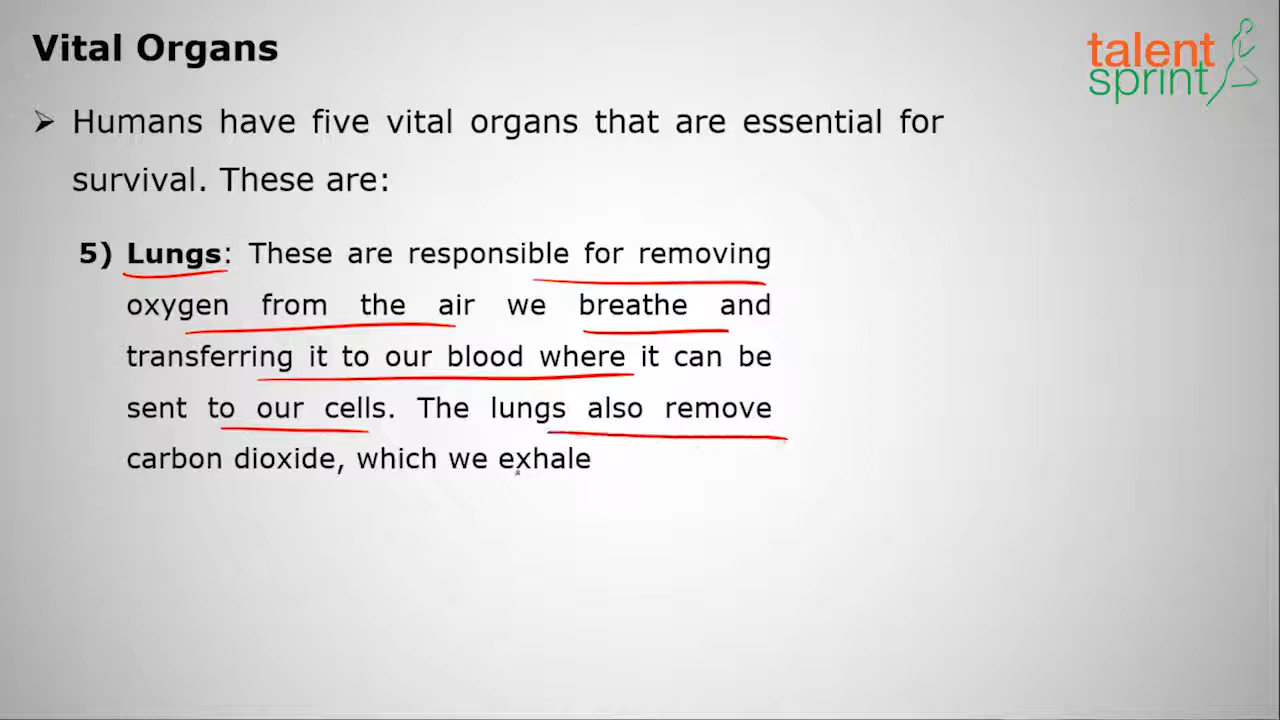 Vital Organs
talent
sprint
➢ Humans have five vital organs that are essential for
survival. These are:
5) Lungs: These are responsible for removing
oxygen from the air we breathe and
transferring it to our blood where it can be
sent to our cells. The lungs also remove
carbon dioxide, which we exhale